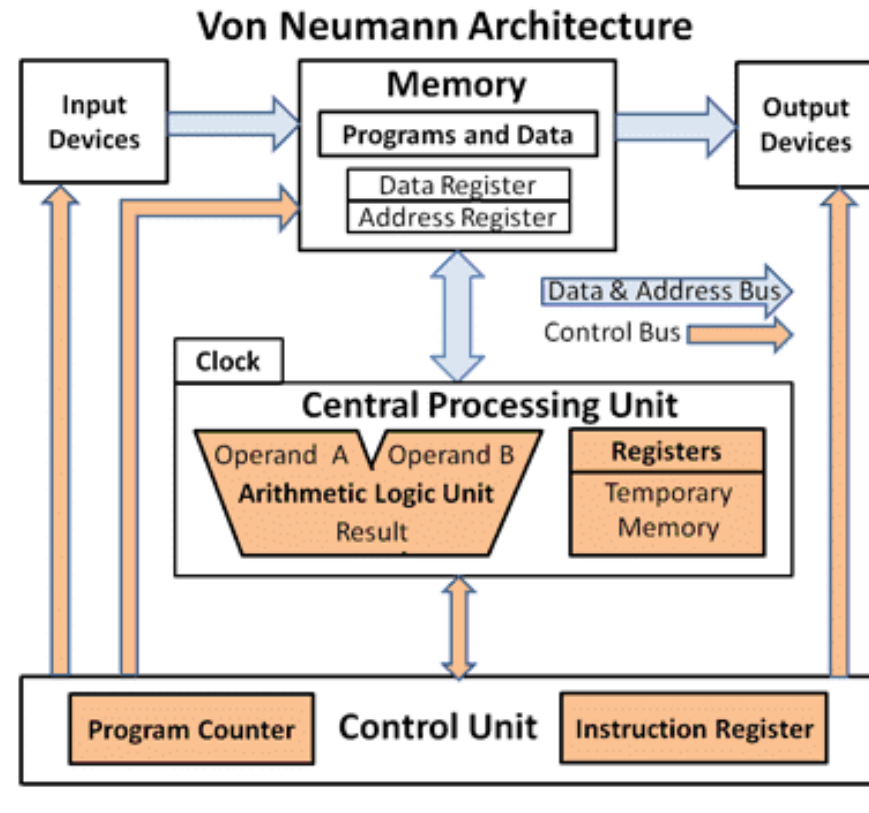 Von Neumann Architecture
Input
Devices
Memory
Programs and Data
Data Register
Address Register
Output
Devices
Data & Address Bus
Control Bus
Clock
Central Processing Unit
Operand A
Operand B
Arithmetic Logic Unit
Result
Registers
Temporary
Memory
Program Counter
Control Unit
Instruction Register